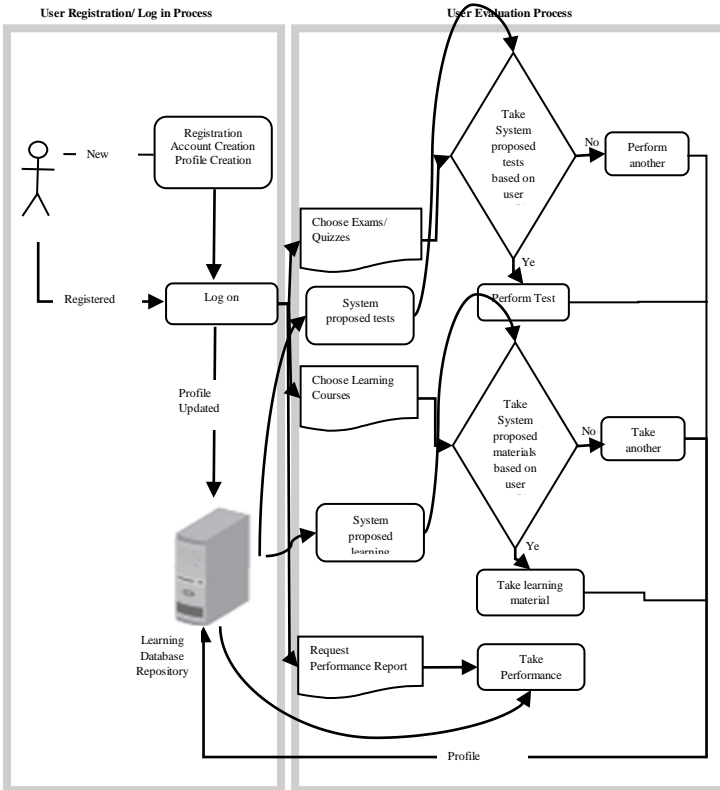 User Registration/ Log in Process
User Evaluation Process
New
Registration
Account Creation
Profile Creation
Registered
Log on
Profile
Updated
Learning
Database
Repository
Choose Exams/
Quizzes
System
proposed tests
Choose Learning
Courses
System
proposed
learning
Request
Performance Report
Take
System
proposed
tests
based on
user
No
Perform
another
Ye
Perform Test
Take
System
proposed
materials
based on
user
No
Take
another
Ye
Take learning
material
Take
Performance
Profile